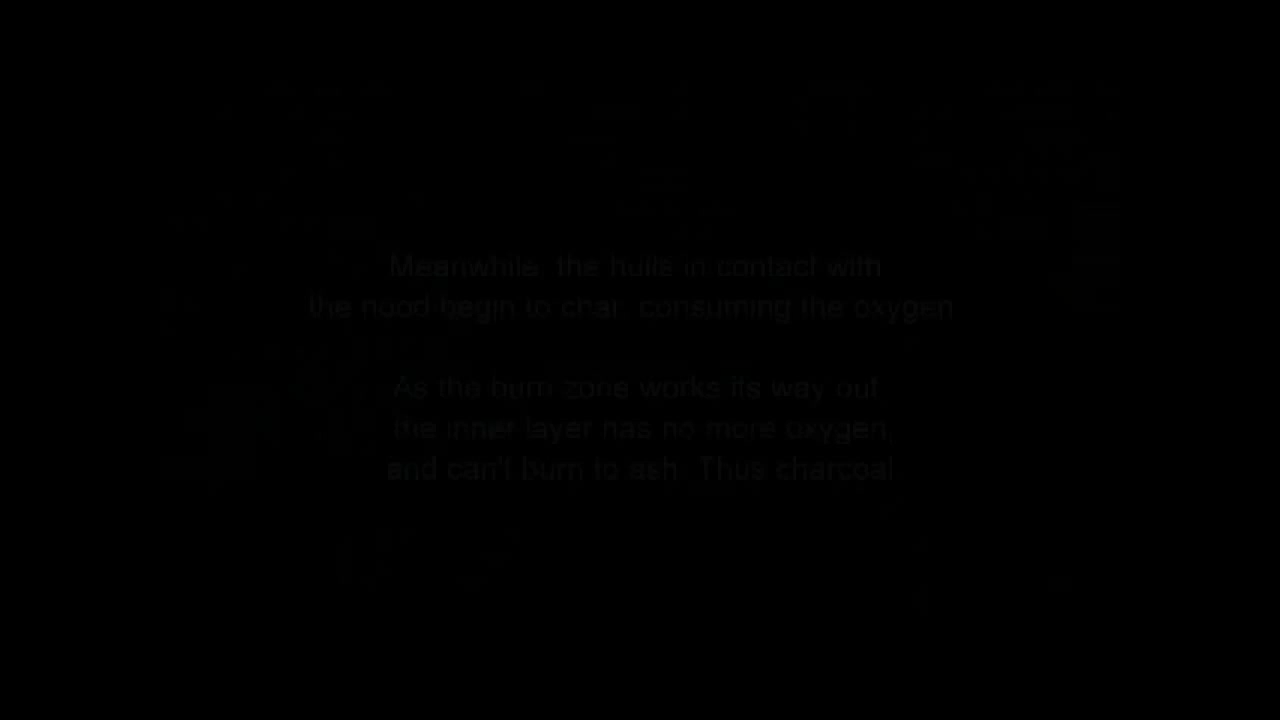 Meanwhile, the hulls in contact with
the hood begin to char, consuming the oxygen
As the burn zone works its way out
the inner layer has no more oxygen,
and can't burn to ash. Thus charcoal